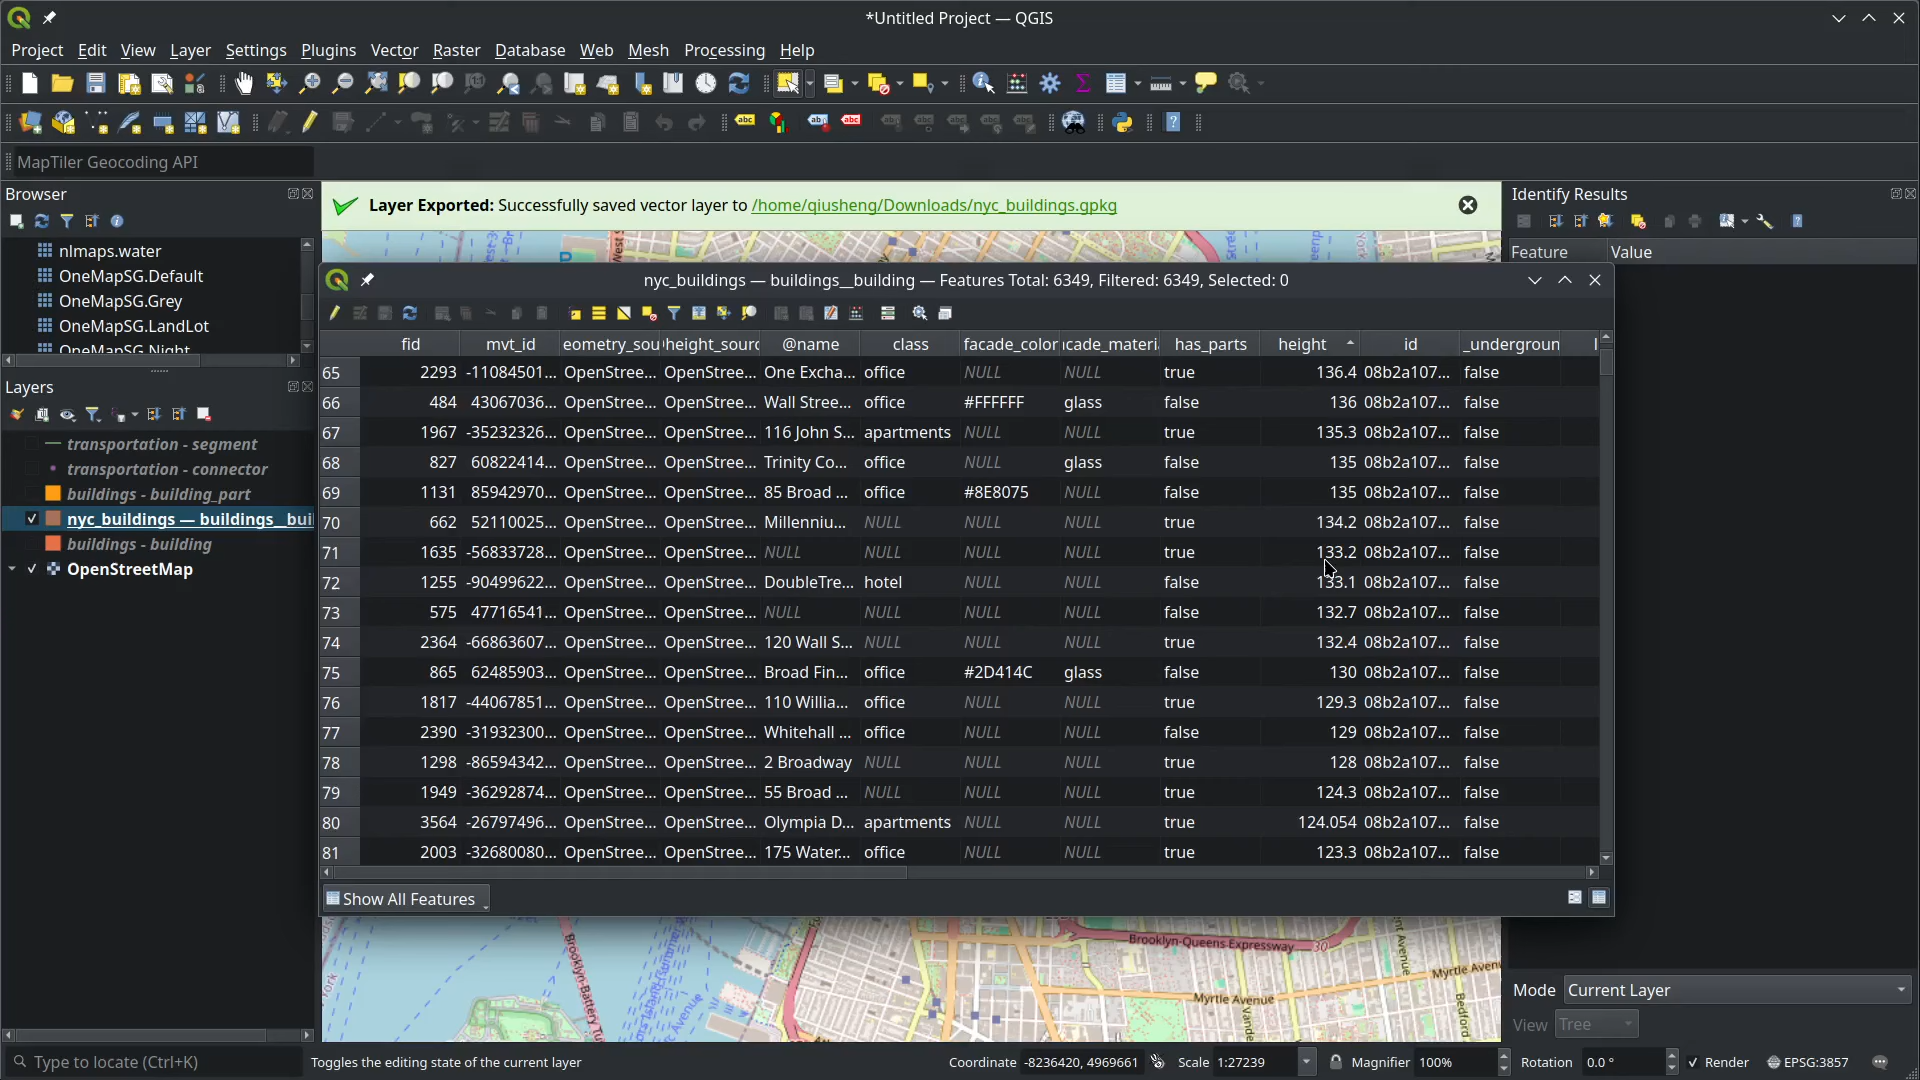 *Untitled Project — QGIS
Project Edit View Layer Settings Plugins Vector Raster Database Web Mesh Processing Help
MapTiler Geocoding API
Browser
nlmaps.water
OneMapSG.Default
OneMapSG.Grey
OneMapSG.LandLot
OneMapSG.Night
Layers
transportation - segment
transportation - connector
buildings - building_part
nyc_buildings — buildings__bui
buildings - building
OpenStreetMap
Layer Exported: Successfully saved vector layer to /home/qiusheng/Downloads/nyc_buildings.gpkg
Identify Results
Feature Value
nyc_buildings — buildings__building — Features Total: 6349, Filtered: 6349, Selected: 0
fid mvt_id eometry_sou height_sourc @name class facade_color cade_materia has_parts height id _undergroun
65 2293 -11084501... OpenStree... OpenStree... One Excha... office NULL NULL true 136.4 08b2a107... false
66 484 43067036... OpenStree... OpenStree... Wall Stree... office #FFFFFF glass false 136 08b2a107... false
67 1967 -35232326... OpenStree... OpenStree... 116 John S... apartments NULL NULL true 135.3 08b2a107... false
68 827 60822414... OpenStree... OpenStree... Trinity Co... office NULL glass false 135 08b2a107... false
69 1131 85942970... OpenStree... OpenStree... 85 Broad ... office #8E8075 NULL false 135 08b2a107... false
70 662 52110025... OpenStree... OpenStree... Millenniu... NULL NULL NULL true 134.2 08b2a107... false
71 1635 -56833728... OpenStree... OpenStree... NULL NULL NULL NULL true 133.2 08b2a107... false
72 1255 -90499622... OpenStree... OpenStree... DoubleTre... hotel NULL NULL false 133.1 08b2a107... false
73 575 47716541... OpenStree... OpenStree... NULL NULL NULL NULL false 132.7 08b2a107... false
74 2364 -66863607... OpenStree... OpenStree... 120 Wall S... NULL NULL NULL true 132.4 08b2a107... false
75 865 62485903... OpenStree... OpenStree... Broad Fin... office #2D414C glass false 130 08b2a107... false
76 1817 -44067851... OpenStree... OpenStree... 110 Willia... office NULL NULL true 129.3 08b2a107... false
77 2390 -31932300... OpenStree... OpenStree... Whitehall ... office NULL NULL false 129 08b2a107... false
78 1298 -86594342... OpenStree... OpenStree... 2 Broadway NULL NULL NULL true 128 08b2a107... false
79 1949 -36292874... OpenStree... OpenStree... 55 Broad ... NULL NULL NULL true 124.3 08b2a107... false
80 3564 -26797496... OpenStree... OpenStree... Olympia D... apartments NULL NULL true 124.054 08b2a107... false
81 2003 -32680080... OpenStree... OpenStree... 175 Water... office NULL NULL true 123.3 08b2a107... false
Show All Features
Brooklyn-Queens Expressway 30
Brooklyn-Battery Tu
Myrtle Aven
Myrtle Avenue
Mode Current Layer
View Tree
Type to locate (Ctrl+K) Toggles the editing state of the current layer Coordinate -8236420, 4969661 Scale 1:27239 Magnifier 100% Rotation 0.0 ° Render EPSG:3857